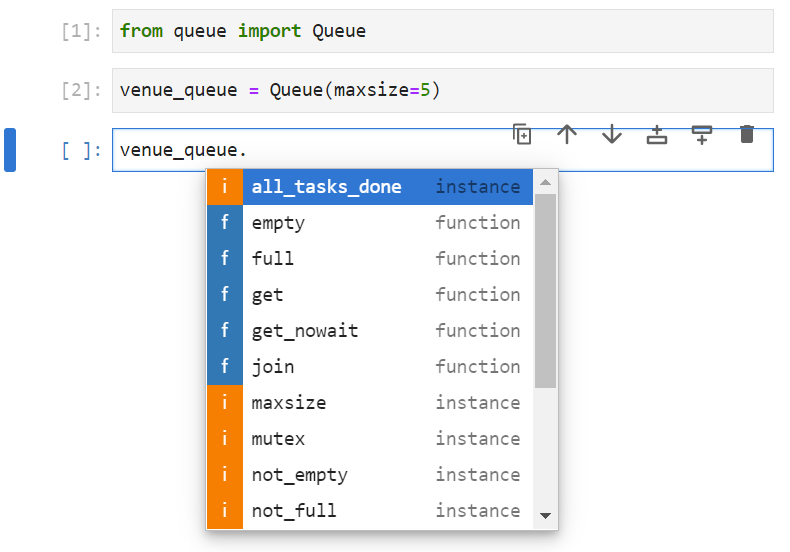 [1]: from queue import Queue
[2]: venue_queue = Queue(maxsize=5)
[ ]: venue_queue.
i all_tasks_done instance
f empty function
f full function
f get function
f get_nowait function
f join function
i maxsize instance
i mutex instance
i not_empty instance
i not_full instance